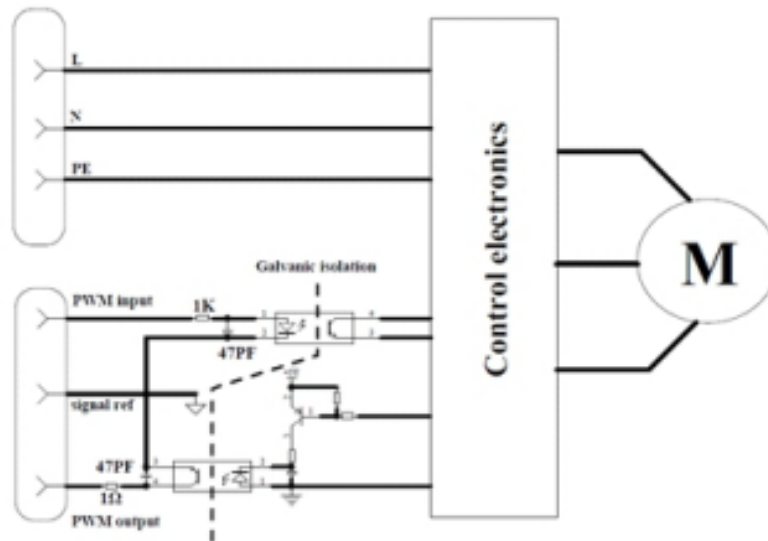 L
N
PE
Control electronics
M
Galvanic isolation
PWM input
1K
47PF
signal ref
47PF
1Ω
PWM output